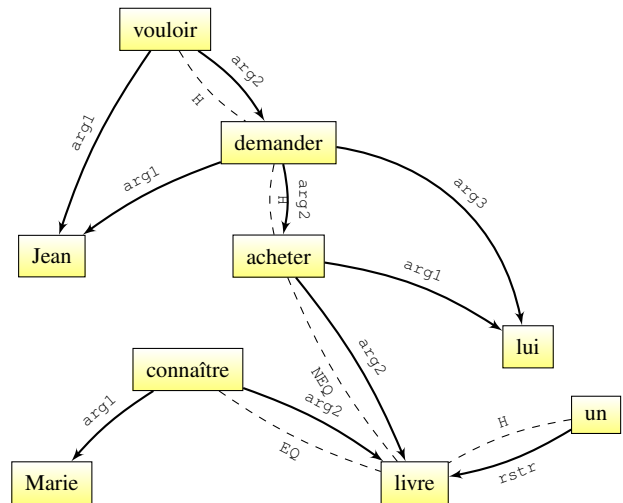 vouloir
arg2
H
arg1
demander
arg1
arg3
H
arg2
Jean
acheter
arg1
lui
arg2
NEQ
connaître
arg1
arg2
EQ
H
un
rstr
Marie
livre